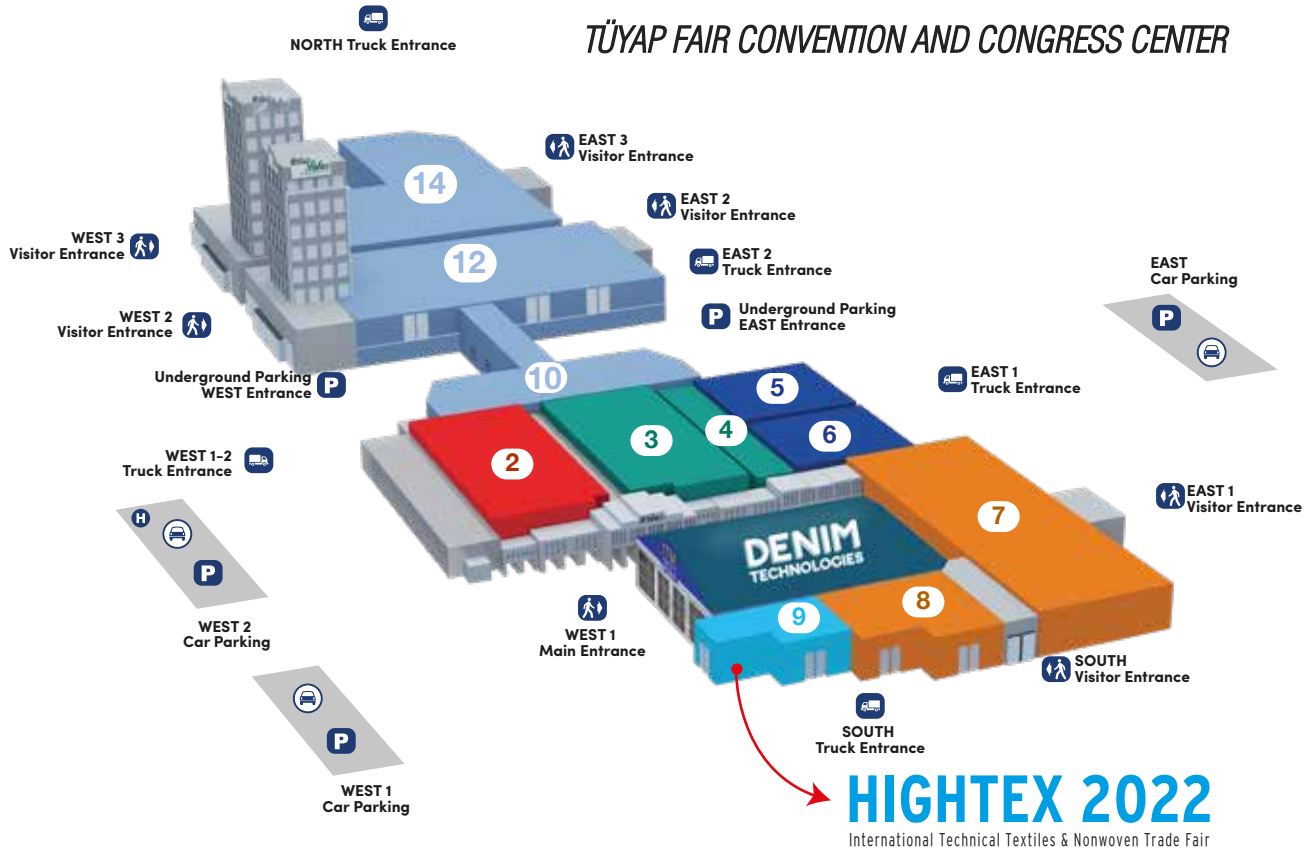 TÜYAP FAIR CONVENTION AND CONGRESS CENTER
NORTH Truck Entrance
EAST 3
Visitor Entrance
14
EAST 2
Visitor Entrance
WEST 3
Visitor Entrance
12
EAST 2
Truck Entrance
EAST
Car Parking
P
WEST 2
Visitor Entrance
P
Underground Parking
EAST Entrance
Underground Parking
WEST Entrance
P
10
5
EAST 1
Truck Entrance
2
3
4
6
WEST 1-2
Truck Entrance
7
EAST 1
Visitor Entrance
H
P
DENIM
TECHNOLOGIES
WEST 2
Car Parking
WEST 1
Main Entrance
9
8
SOUTH
Visitor Entrance
P
WEST 1
Car Parking
SOUTH
Truck Entrance
HIGHTEX 2022
International Technical Textiles & Nonwoven Trade Fair